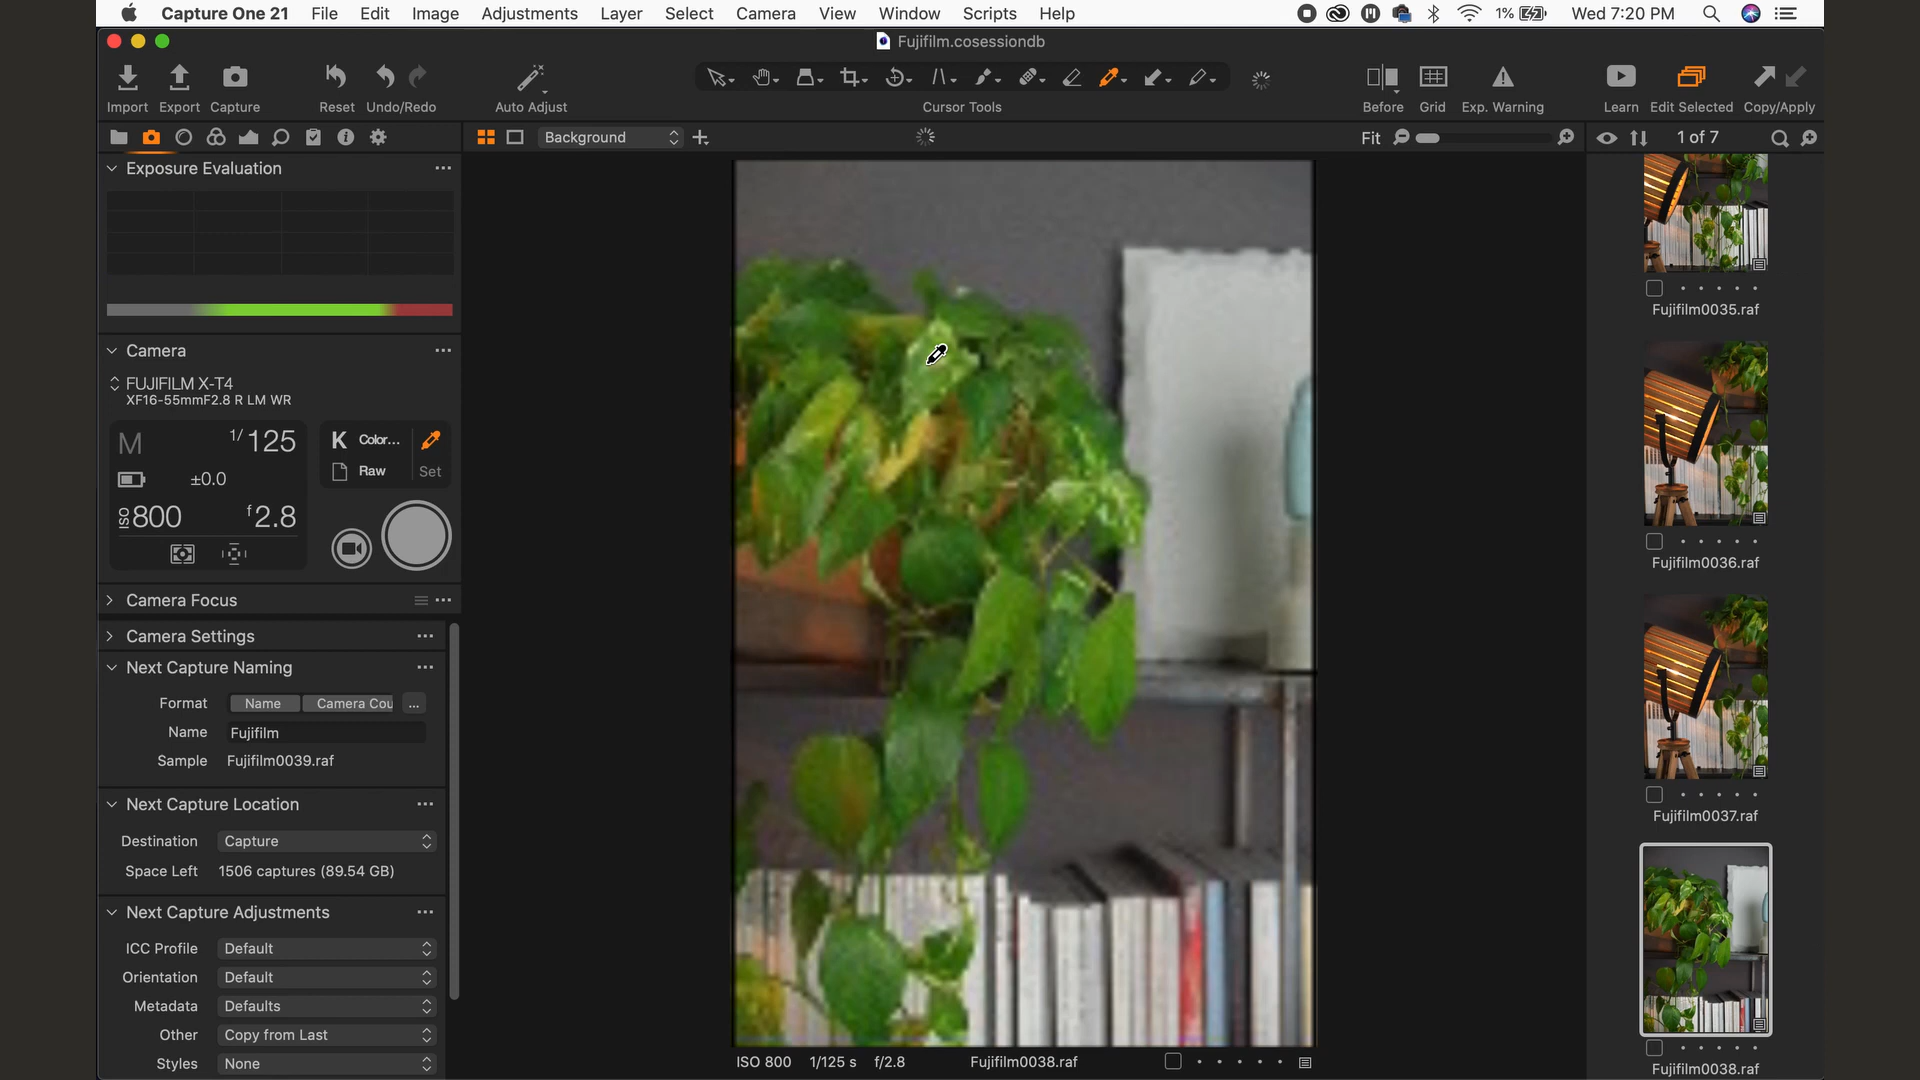 Capture One 21 File Edit Image Adjustments Layer Select Camera View Window Scripts Help 1% Wed 7:20 PM
Fujifilm.cosessiondb
Import Export Capture Reset Undo/Redo Auto Adjust Cursor Tools Before Grid Exp. Warning Learn Edit Selected Copy/Apply
Background Fit 1 of 7
Exposure Evaluation
Camera
FUJIFILM X-T4
XF16-55mmF2.8 R LM WR
M 1/125 K Color...
±0.0 Raw Set
ISO 800 f2.8
Camera Focus
Camera Settings
Next Capture Naming
Format Name Camera Cou ...
Name Fujifilm
Sample Fujifilm0039.raf
Next Capture Location
Destination Capture
Space Left 1506 captures (89.54 GB)
Next Capture Adjustments
ICC Profile Default
Orientation Default
Metadata Defaults
Other Copy from Last
Styles None
ISO 800 1/125 s f/2.8 Fujifilm0038.raf
Fujifilm0035.raf
Fujifilm0036.raf
Fujifilm0037.raf
Fujifilm0038.raf